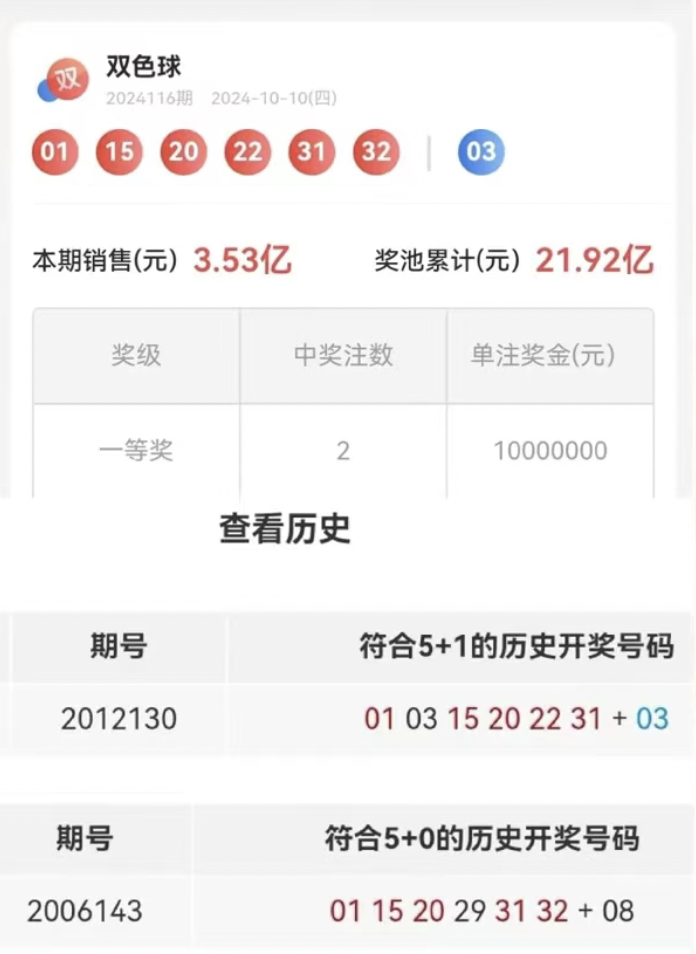 双
双色球
2024116期 2024-10-10(四)
01 15 20 22 31 32 03
本期销售(元) 3.53亿 奖池累计(元) 21.92亿
奖级 中奖注数 单注奖金(元)
一等奖 2 10000000
查看历史
期号 符合5+1的历史开奖号码
2012130 01 03 15 20 22 31 + 03
期号 符合5+0的历史开奖号码
2006143 01 15 20 29 31 32 + 08